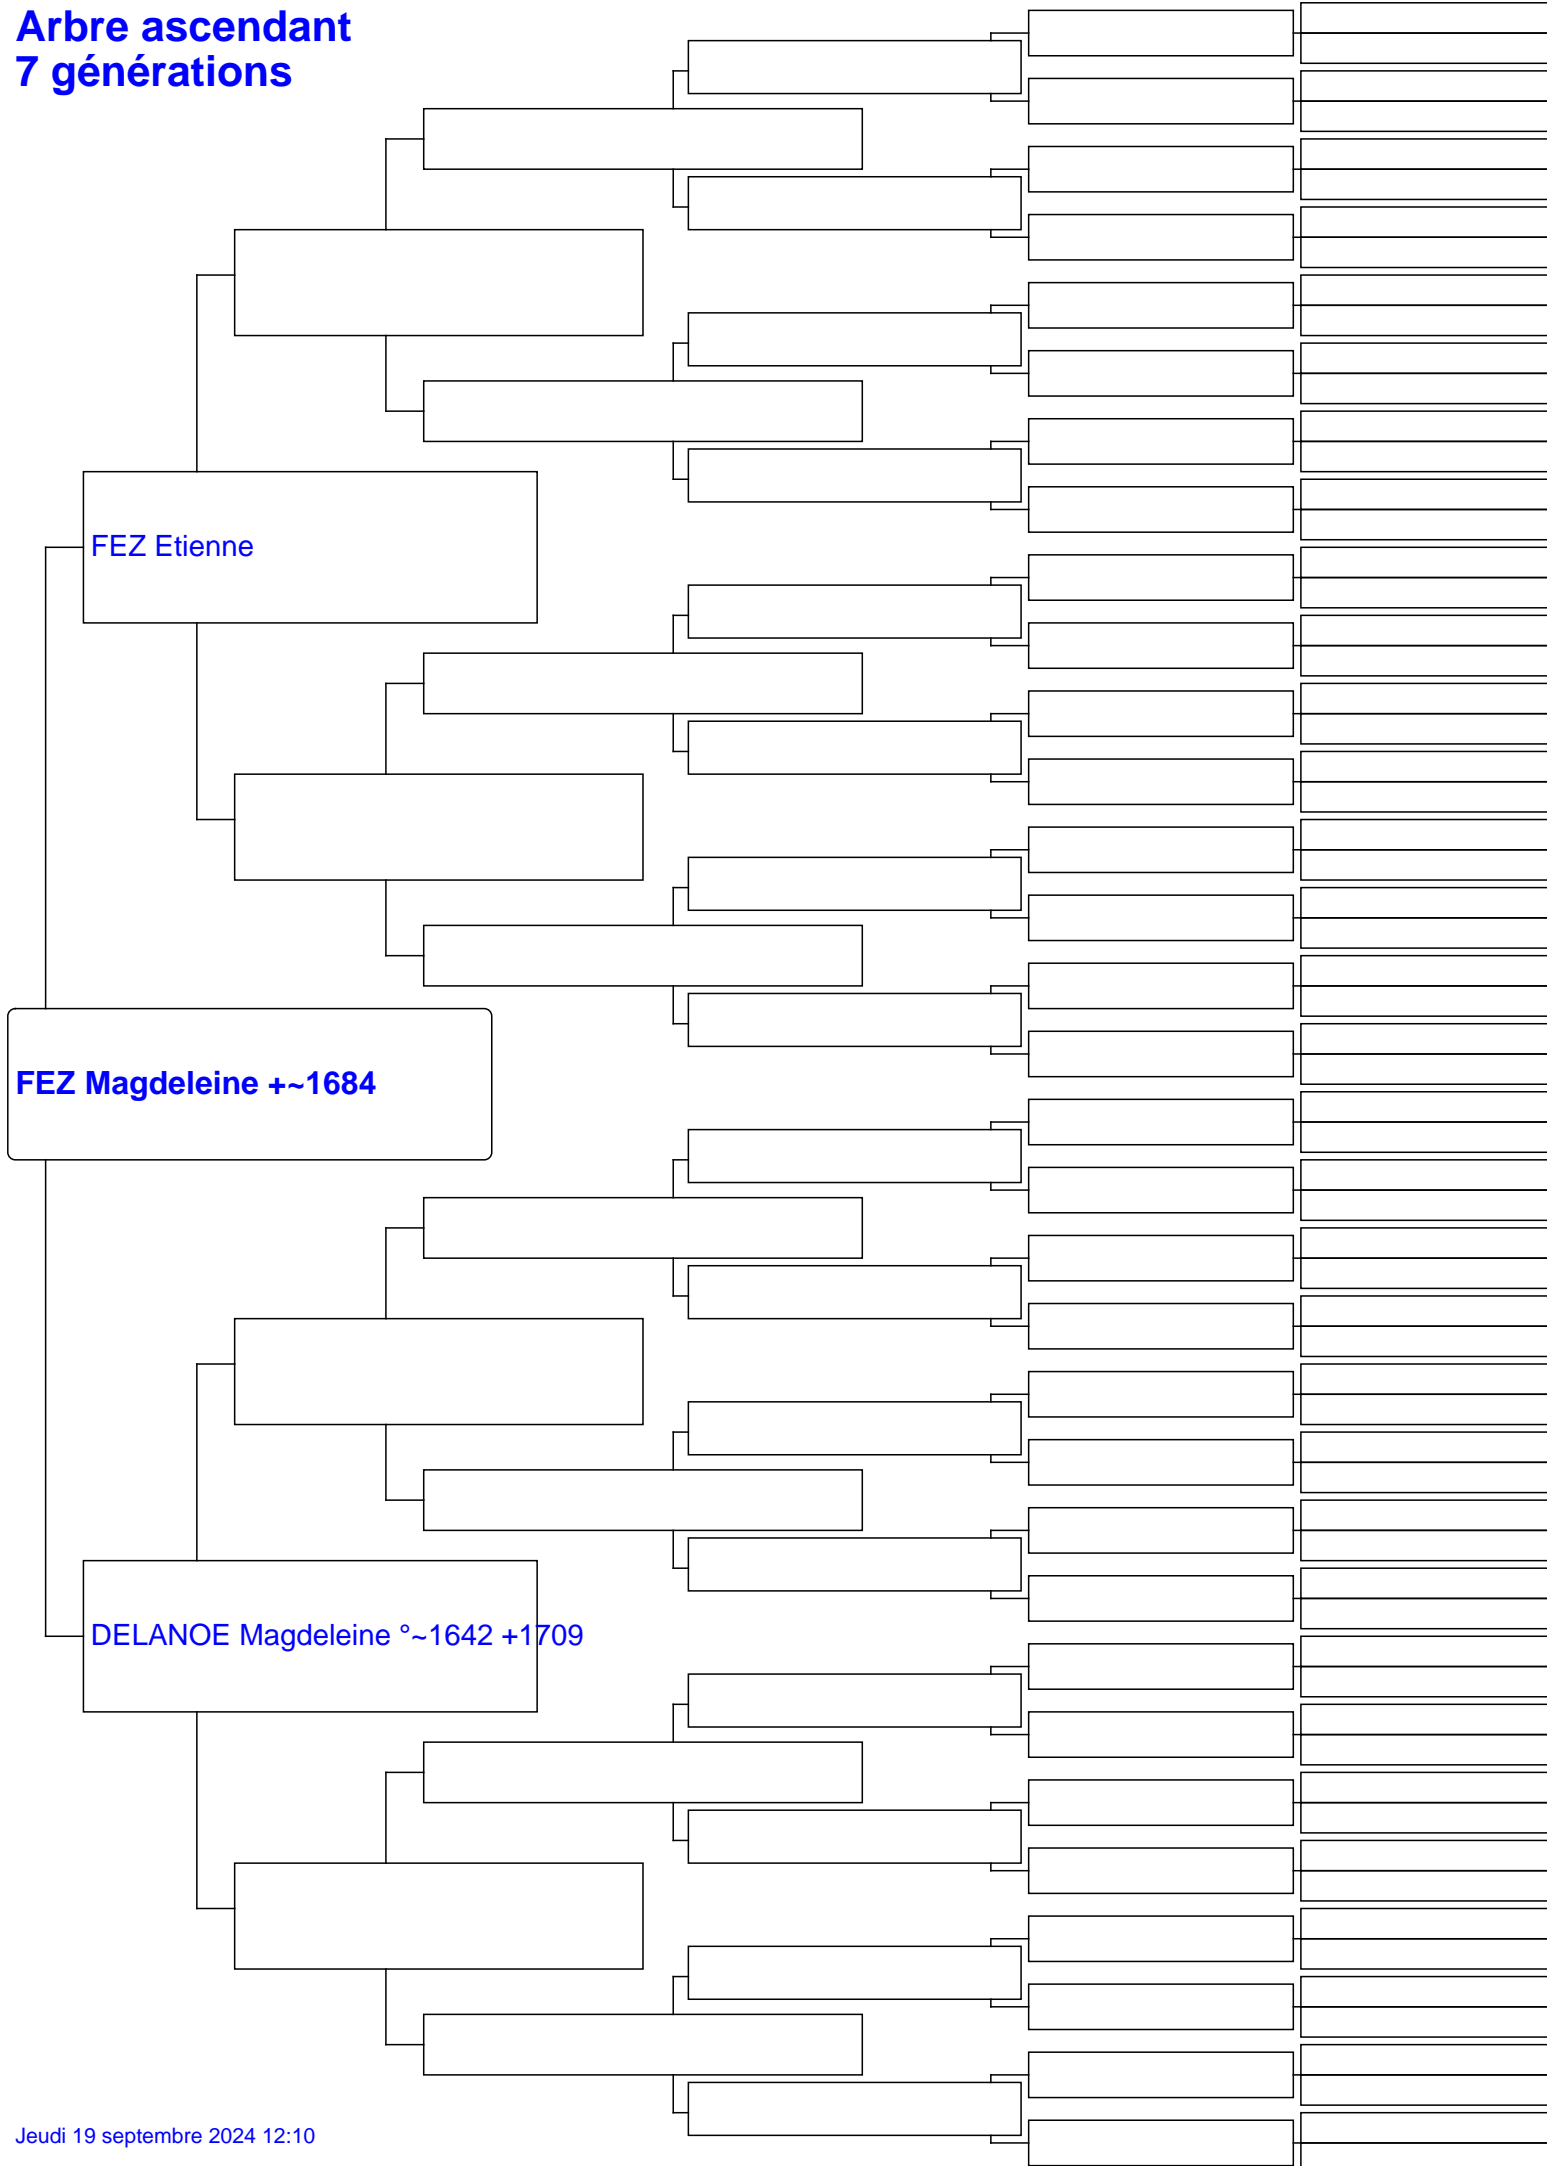 Arbre ascendant
7 générations
FEZ Etienne
FEZ Magdeleine +~1684
DELANOE Magdeleine °~1642 +1709
Jeudi 19 septembre 2024 12:10